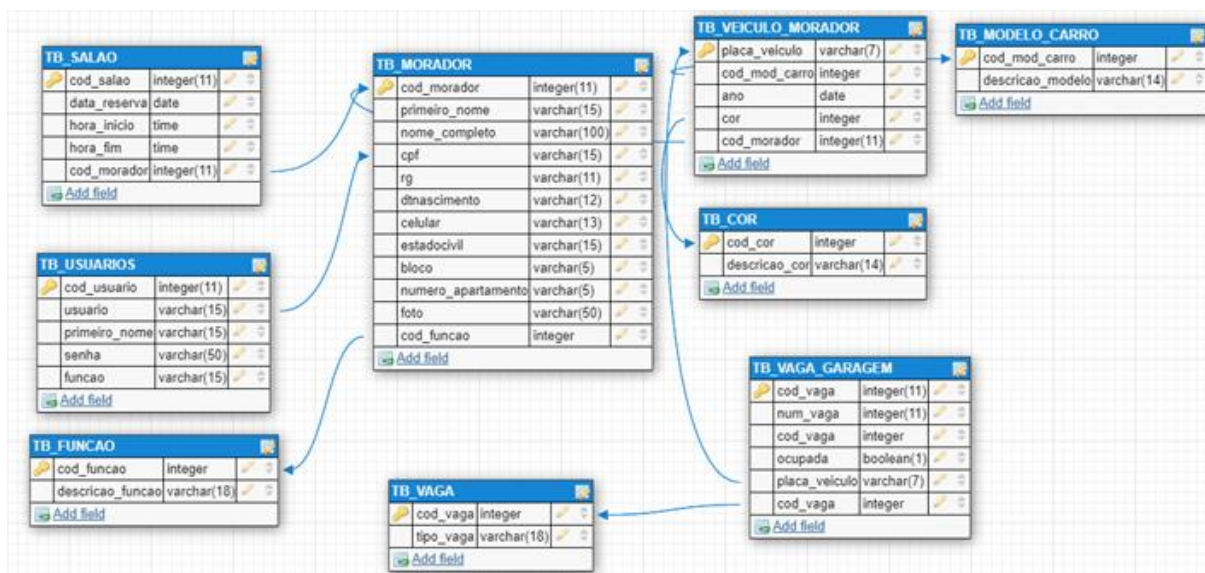 TB_SALAO
cod_salao integer(11)
data_reserva date
hora_inicio time
hora_fim time
cod_morador integer(11)
Add field
TB_USUARIOS
cod_usuario integer(11)
usuario varchar(15)
primeiro_nome varchar(15)
senha varchar(50)
funcao varchar(15)
Add field
TB_FUNCAO
cod_funcao integer
descricao_funcao varchar(18)
Add field
TB_MORADOR
cod_morador integer(11)
primeiro_nome varchar(15)
nome_completo varchar(100)
cpf varchar(15)
rg varchar(11)
dtnascimento varchar(12)
celular varchar(13)
estadocivil varchar(15)
bloco varchar(5)
numero_apartamento varchar(5)
foto varchar(50)
cod_funcao integer
Add field
TB_VAGA
cod_vaga integer
tipo_vaga varchar(18)
Add field
TB_VEICULO_MORADOR
placa_veiculo varchar(7)
cod_mod_carro integer
ano date
cor integer
cod_morador integer(11)
Add field
TB_MODELO_CARRO
cod_mod_carro integer
descricao_modelo varchar(14)
Add field
TB_COR
cod_cor integer
descricao_cor varchar(14)
Add field
TB_VAGA_GARAGEM
cod_vaga integer(11)
num_vaga integer(11)
cod_vaga integer
ocupada boolean(1)
placa_veiculo varchar(7)
cod_vaga integer
Add field